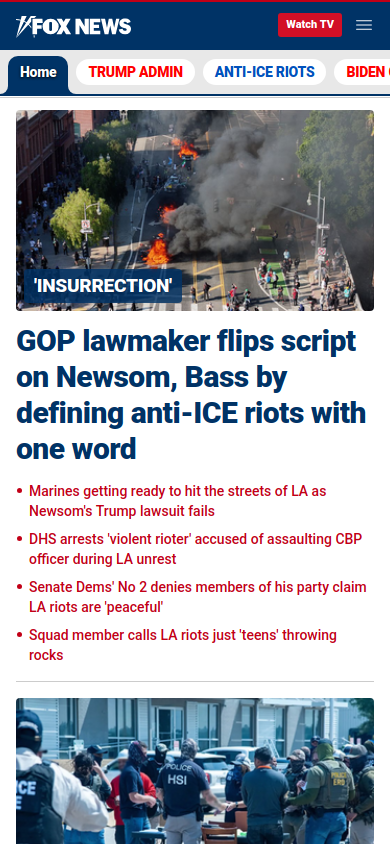 FOX NEWS
Watch TV
Home
TRUMP ADMIN
ANTI-ICE RIOTS
BIDEN
'INSURRECTION'
GOP lawmaker flips script
on Newsom, Bass by
defining anti-ICE riots with
one word
Marines getting ready to hit the streets of LA as
Newsom's Trump lawsuit fails
DHS arrests 'violent rioter' accused of assaulting CBP
officer during LA unrest
Senate Dems' No 2 denies members of his party claim
LA riots are 'peaceful'
Squad member calls LA riots just 'teens' throwing
rocks
POLICE
HSI
POLICE
ICE